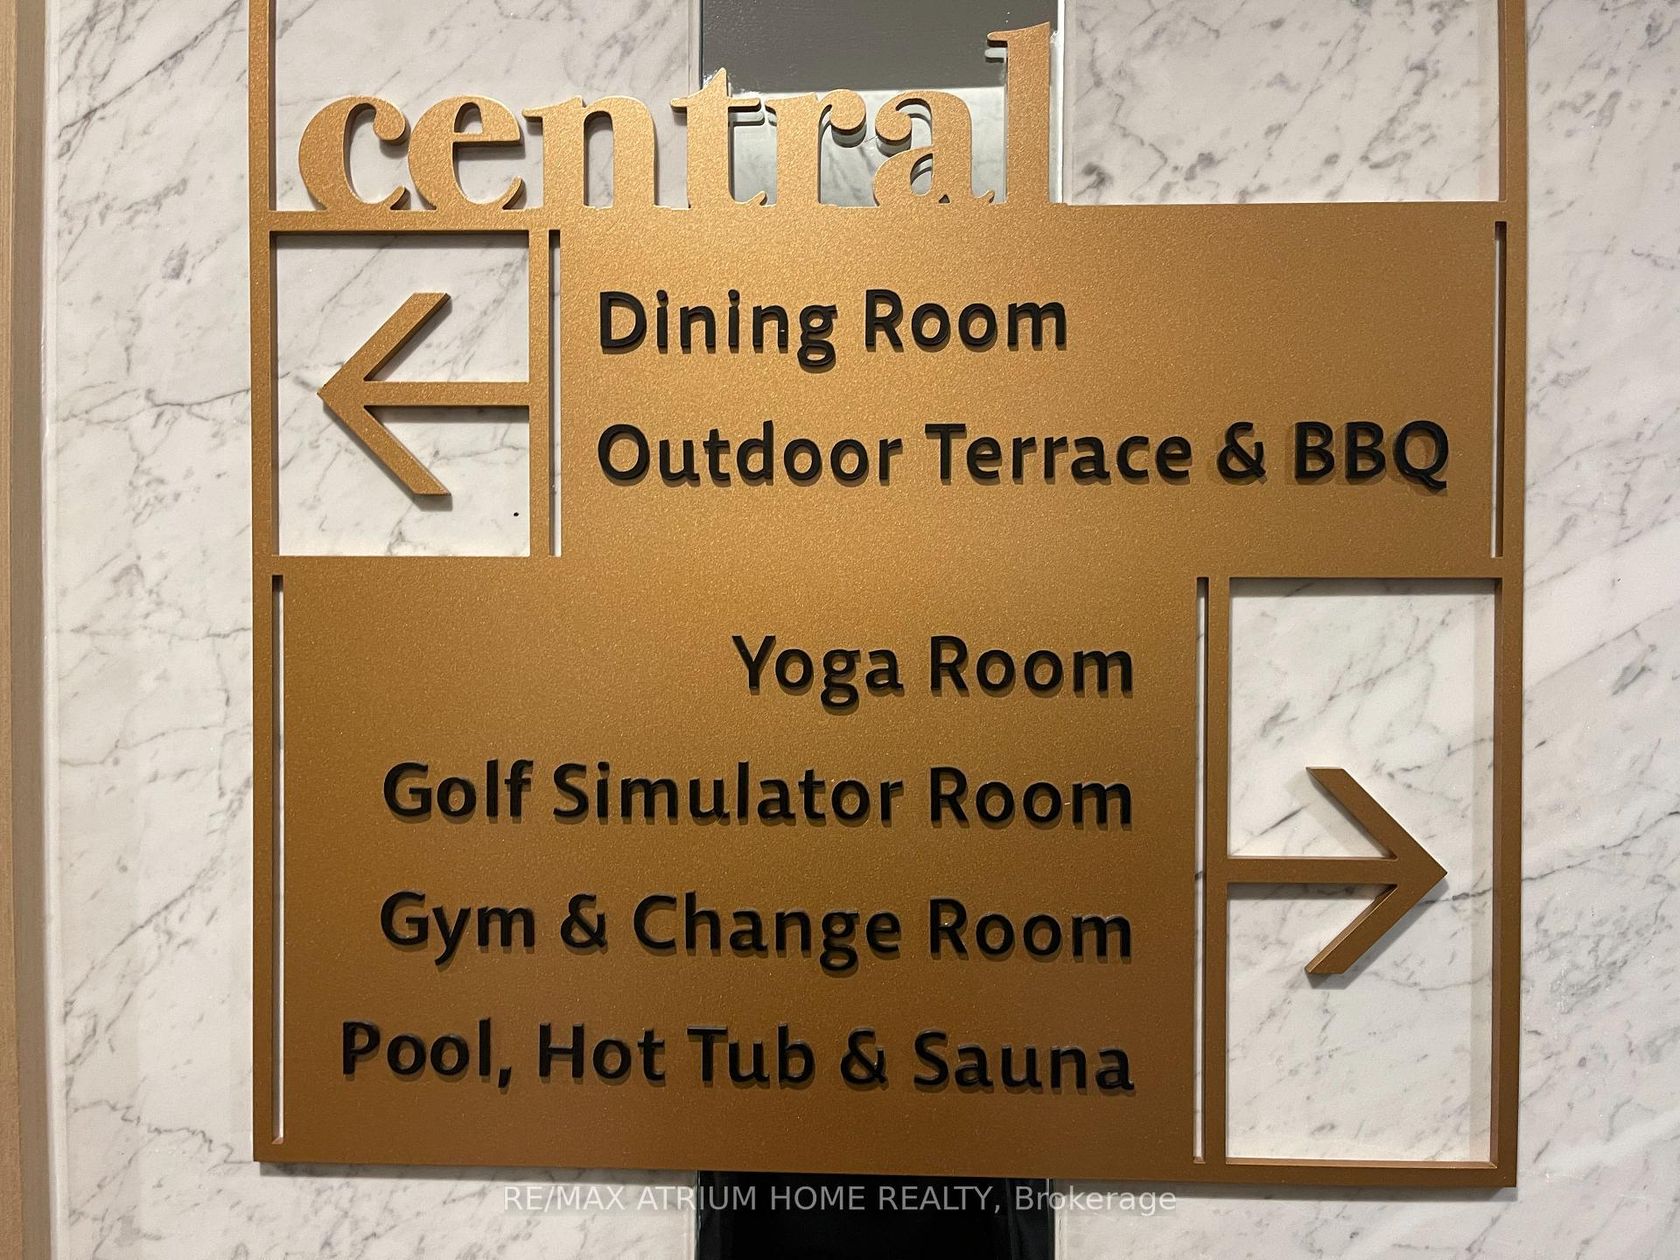 central
Dining Room
Outdoor Terrace & BBQ
Yoga Room
Golf Simulator Room
Gym & Change Room
Pool, Hot Tub & Sauna
RE/MAX ATRIUM HOME REALTY, Brokerage